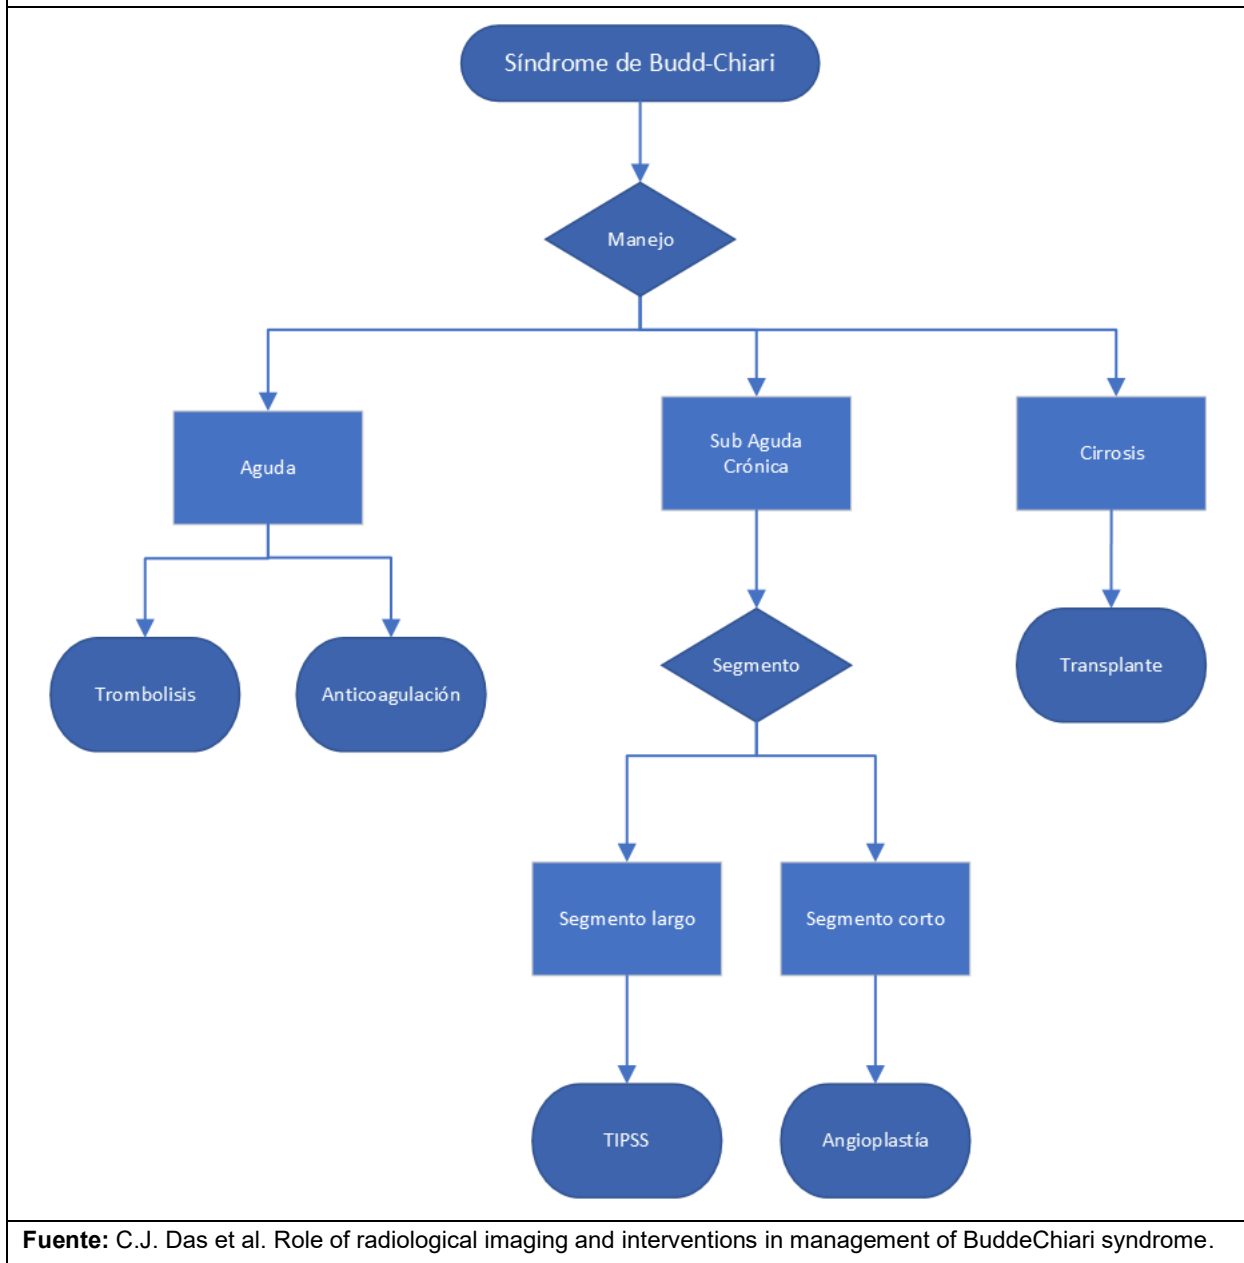 Síndrome de Budd-Chiari
Manejo
Aguda
Sub Aguda
Crónica
Cirrosis
Trombolisis
Anticoagulación
Segmento
Transplante
Segmento largo
Segmento corto
TIPSS
Angioplastía
Fuente: C.J. Das et al. Role of radiological imaging and interventions in management of BuddeChiari syndrome.